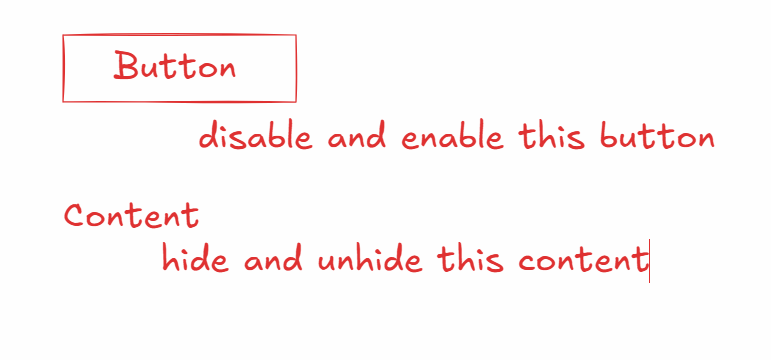 Button
disable and enable this button
Content
hide and unhide this content